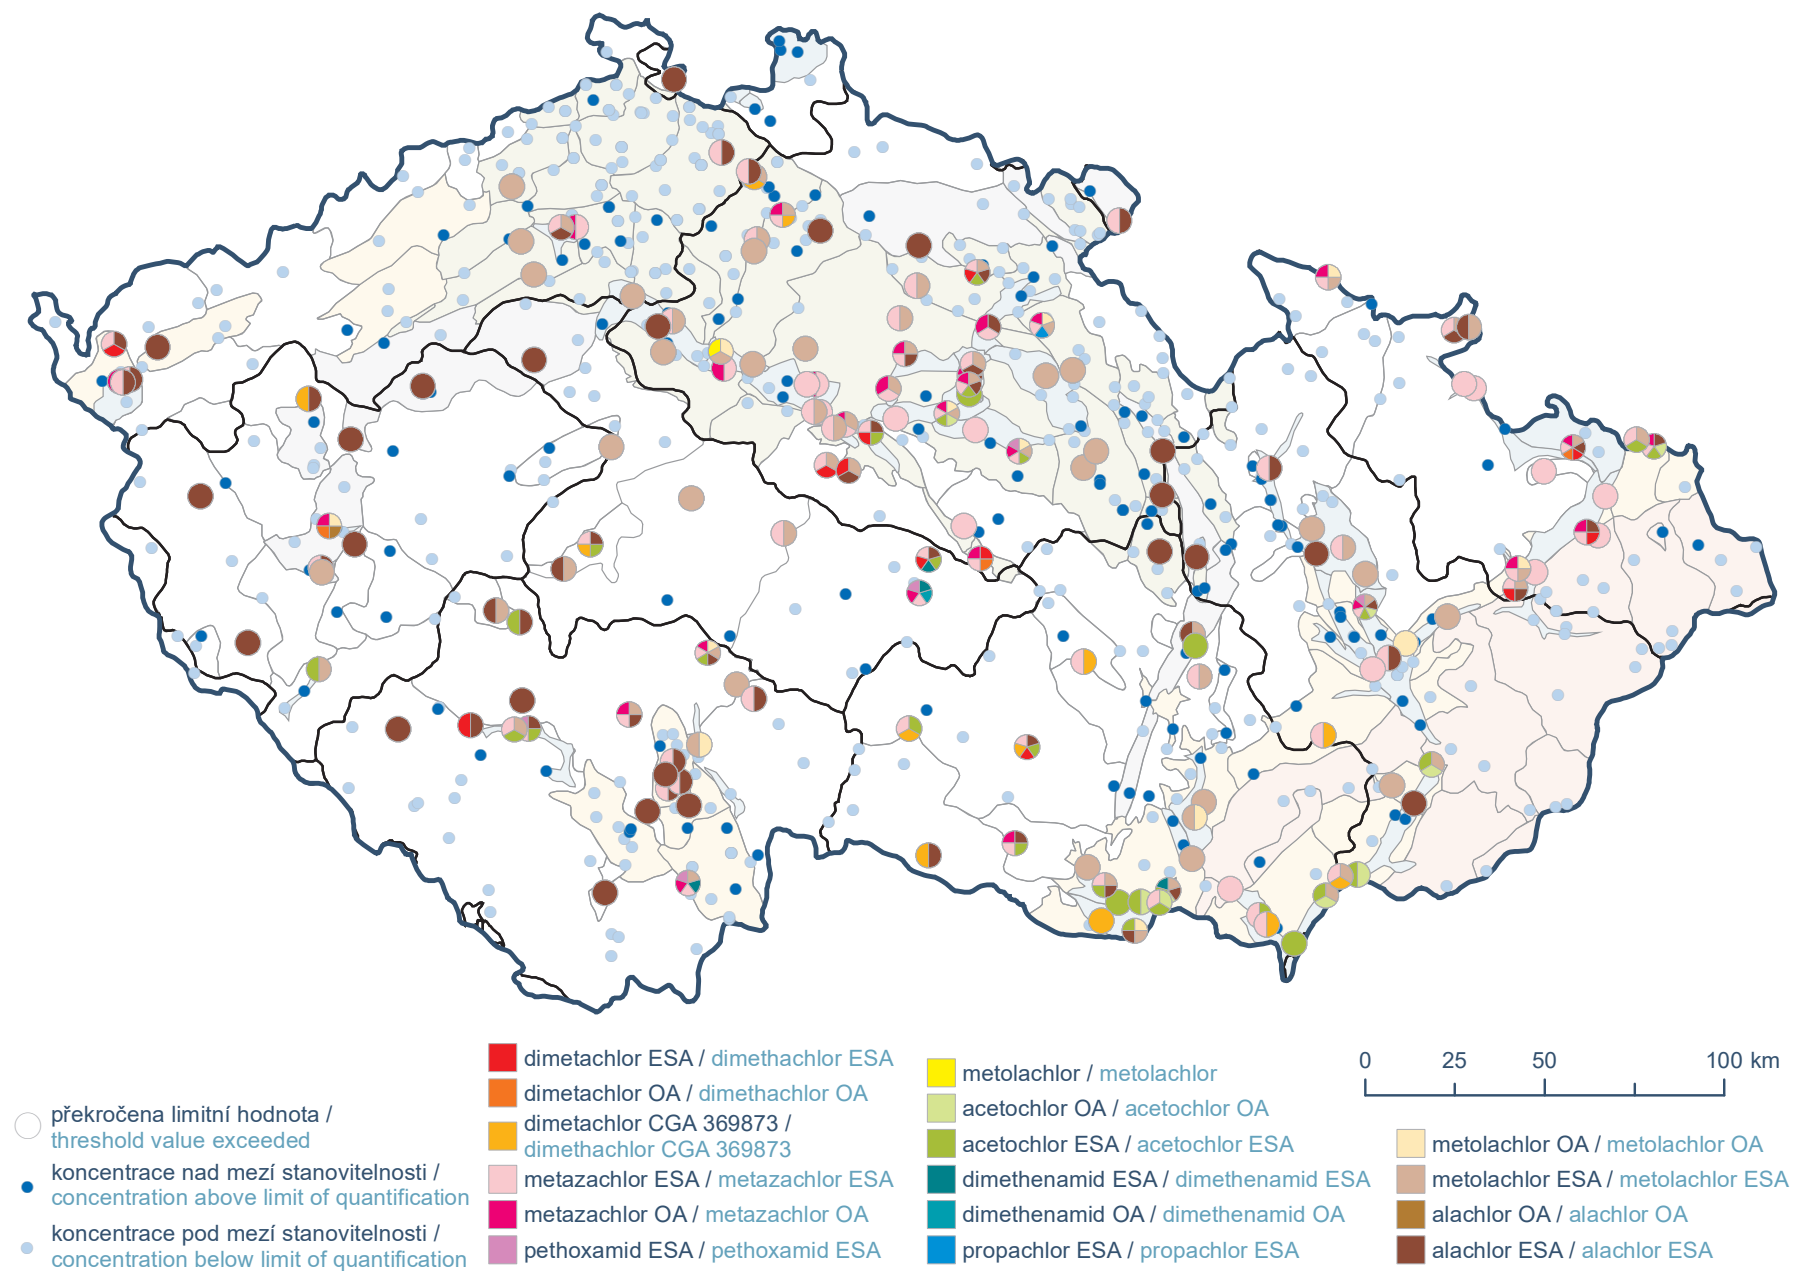 překročena limitní hodnota /
threshold value exceeded
koncentrace nad mezí stanovitelnosti /
concentration above limit of quantification
koncentrace pod mezí stanovitelnosti /
concentration below limit of quantification
dimetachlor ESA / dimethachlor ESA
dimetachlor OA / dimethachlor OA
dimetachlor CGA 369873 /
dimethachlor CGA 369873
metazachlor ESA / metazachlor ESA
metazachlor OA / metazachlor OA
pethoxamid ESA / pethoxamid ESA
metolachlor / metolachlor
acetochlor OA / acetochlor OA
acetochlor ESA / acetochlor ESA
dimethenamid ESA / dimethenamid ESA
dimethenamid OA / dimethenamid OA
propachlor ESA / propachlor ESA
0 25 50 100 km
metolachlor OA / metolachlor OA
metolachlor ESA / metolachlor ESA
alachlor OA / alachlor OA
alachlor ESA / alachlor ESA